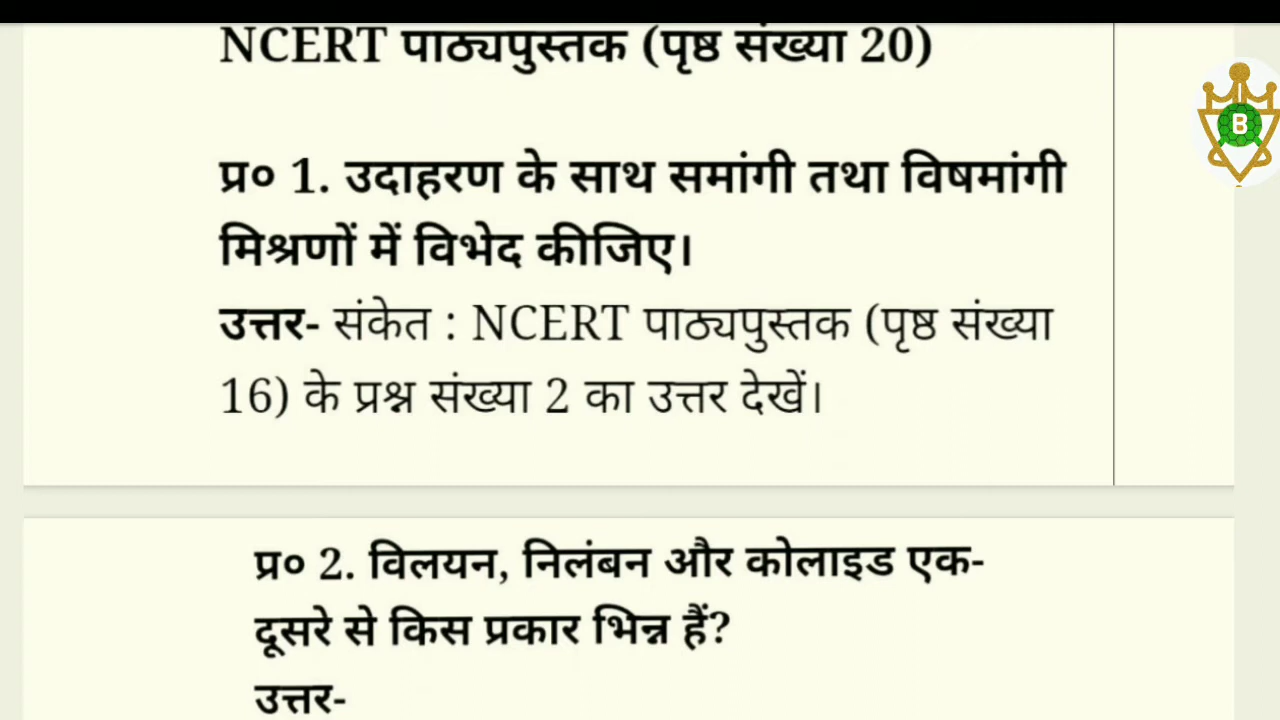 NCERT पाठ्यपुस्तक (पृष्ठ संख्या 20)
प्र० 1. उदाहरण के साथ समांगी तथा विषमांगी
मिश्रणों में विभेद कीजिए।
उत्तर- संकेत : NCERT पाठ्यपुस्तक (पृष्ठ संख्या
16) के प्रश्न संख्या 2 का उत्तर देखें।
प्र० 2. विलयन, निलंबन और कोलाइड एक-
दूसरे से किस प्रकार भिन्न हैं?
उत्तर-
B